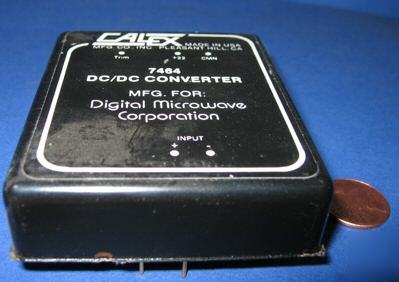 CALEX
MFG. CO. INC. PLEASANT HILL, CA MADE IN USA
Trim +22 CMN
7464
DC/DC CONVERTER
MFG. FOR:
Digital Microwave
Corporation
INPUT
+ -